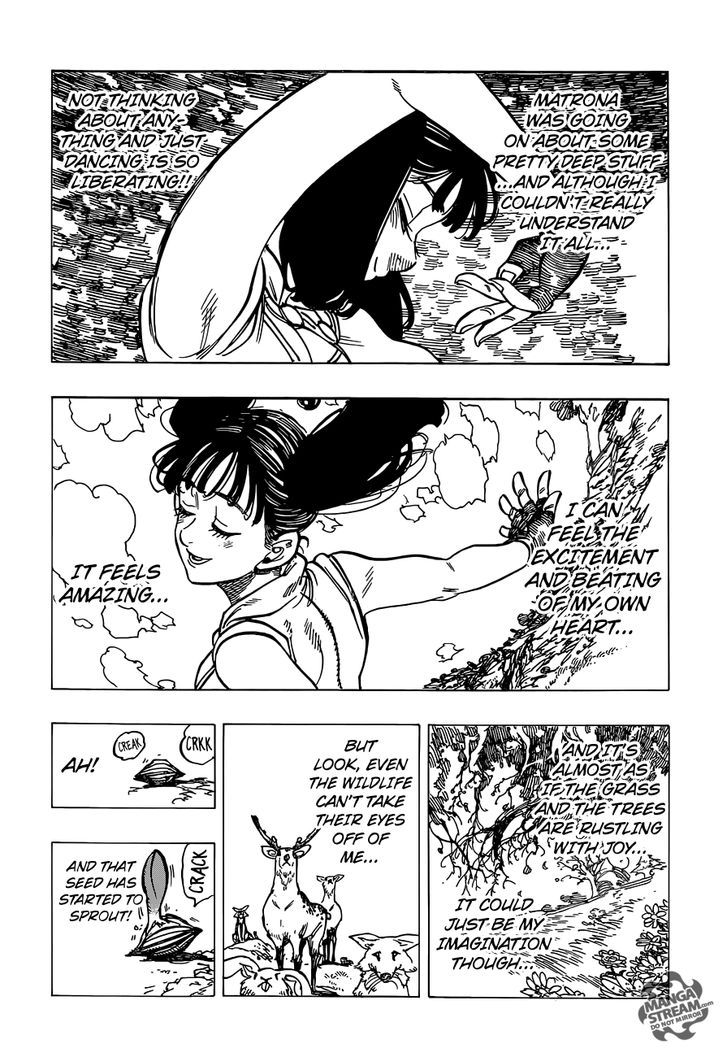 MATRONA
WAS GOING
ON ABOUT SOME
PRETTY DEEP STUFF
...AND ALTHOUGH I
COULDN'T REALLY
UNDERSTAND
IT ALL...
NOT THINKING
ABOUT ANY-
THING AND JUST
DANCING IS SO
LIBERATING!!
I CAN
FEEL THE
EXCITEMENT
AND BEATING
OF MY OWN
HEART...
IT FEELS
AMAZING...
AND IT'S
ALMOST AS
IF THE GRASS
AND THE TREES
ARE RUSTLING
WITH JOY...
IT COULD
JUST BE MY
IMAGINATION
THOUGH...
BUT
LOOK, EVEN
THE WILDLIFE
CAN'T TAKE
THEIR EYES
OFF OF
ME...
CRKK
CREAK
AH!
CRACK
AND THAT
SEED HAS
STARTED TO
SPROUT!
MANGA
STREAM.COM
DO NOT MIRROR